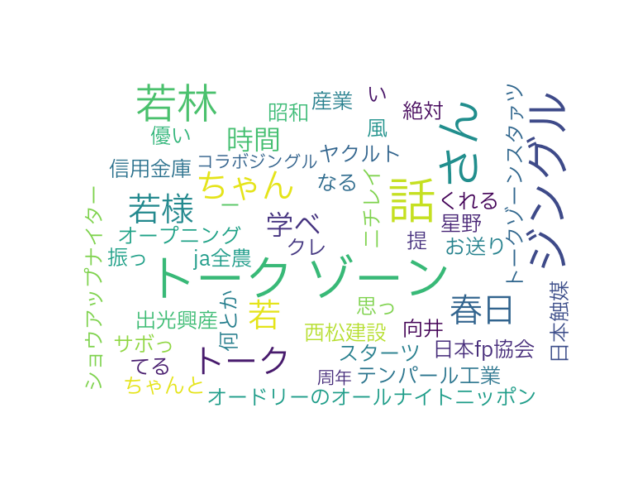 若林
昭和
産業
い
絶対
優い
時間
風
さん
信用金庫
コラボジングル
ヤクルト
ちゃん
なる
話
くれる
トークゾーンスタァツ
ジングル
若様
ー
学べ
ニチレイ
星野
オープニング
クレ
提
お送り
振っ
ja全農
ショウアップナイター
トーク ゾーン
出光興産
何とか
若
思っ
春日
日本触媒
サボっ
西松建設
向井
てる
トーク
スターツ
日本fp協会
ちゃんと
周年
テンパール工業
オードリーのオールナイトニッポン